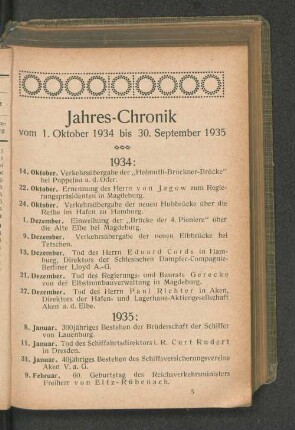 Jahres-Chronik
vom 1. Oktober 1934 bis 30. September 1935
1934:
14. Oktober. Verkehrsübergabe der „Helmuth-Brückner-Brücke"
bei Poppelau a. d. Oder.
22. Oktober. Ernennung des Herrn von Jagow zum Regie-
rungspräsidenten in Magdeburg.
24. Oktober. Verkehrsübergabe der neuen Hubbrücke über die
Rethe im Hafen zu Hamburg.
1. Dezember. Einweihung der „Brücke der 4. Pioniere" über
die Alte Elbe bei Magdeburg.
9. Dezember. Verkehrsübergabe der neuen Elbbrücke bei
Tetschen.
13. Dezember. Tod des Herrn Eduard Cords in Ham-
burg, Direktors der Schlesischen Dampfer-Compagnie-
Berliner Lloyd A.-G.
21. Dezember. Tod des Regierungs- und Baurats Gerecke
von der Elbstrombauverwaltung in Magdeburg.
27. Dezember. Tod des Herrn Paul Richter in Aken,
Direktors der Hafen- und Lagerhaus-Aktiengesellschaft
Aken a. d. Elbe.
1935:
8. Januar. 300jähriges Bestehen der Brüderschaft der Schiffer
von Lauenburg.
11. Januar. Tod des Schiffahrtsdirektors i. R. Curt Rudert
in Dresden.
31. Januar. 40jähriges Bestehen des Schiffsversicherungsvereins
Aken V. a. G.
9. Februar. 60. Geburtstag des Reichsverkehrsministers
Freiherr von Eltz-Rübenach.